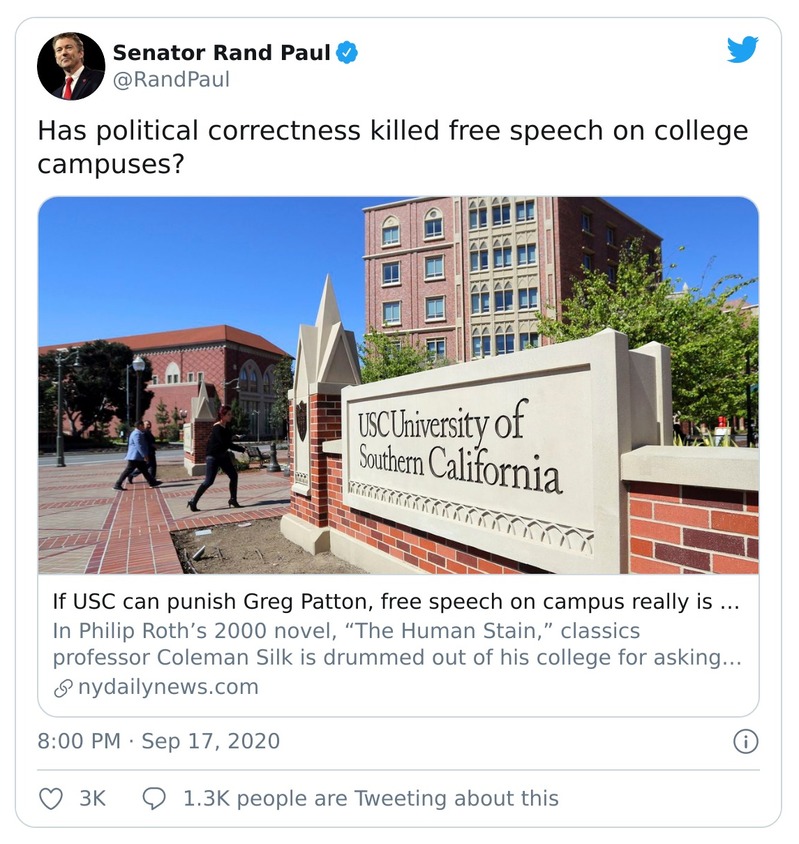 Senator Rand Paul
@RandPaul
Has political correctness killed free speech on college
campuses?
USC University of
Southern California
If USC can punish Greg Patton, free speech on campus really is ...
In Philip Roth’s 2000 novel, “The Human Stain,” classics
professor Coleman Silk is drummed out of his college for asking...
nydailynews.com
8:00 PM · Sep 17, 2020
3K
1.3K people are Tweeting about this